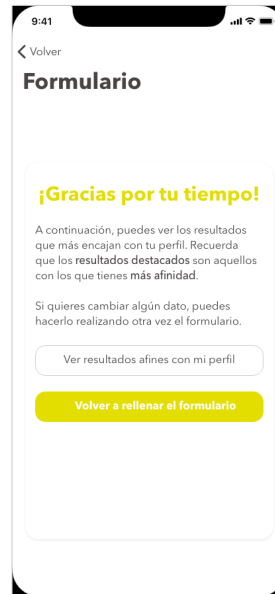 9:41
Volver
Formulario
¡Gracias por tu tiempo!
A continuación, puedes ver los resultados
que más encajan con tu perfil. Recuerda
que los resultados destacados son aquellos
con los que tienes más afinidad.
Si quieres cambiar algún dato, puedes
hacerlo realizando otra vez el formulario.
Ver resultados afines con mi perfil
Volver a rellenar el formulario